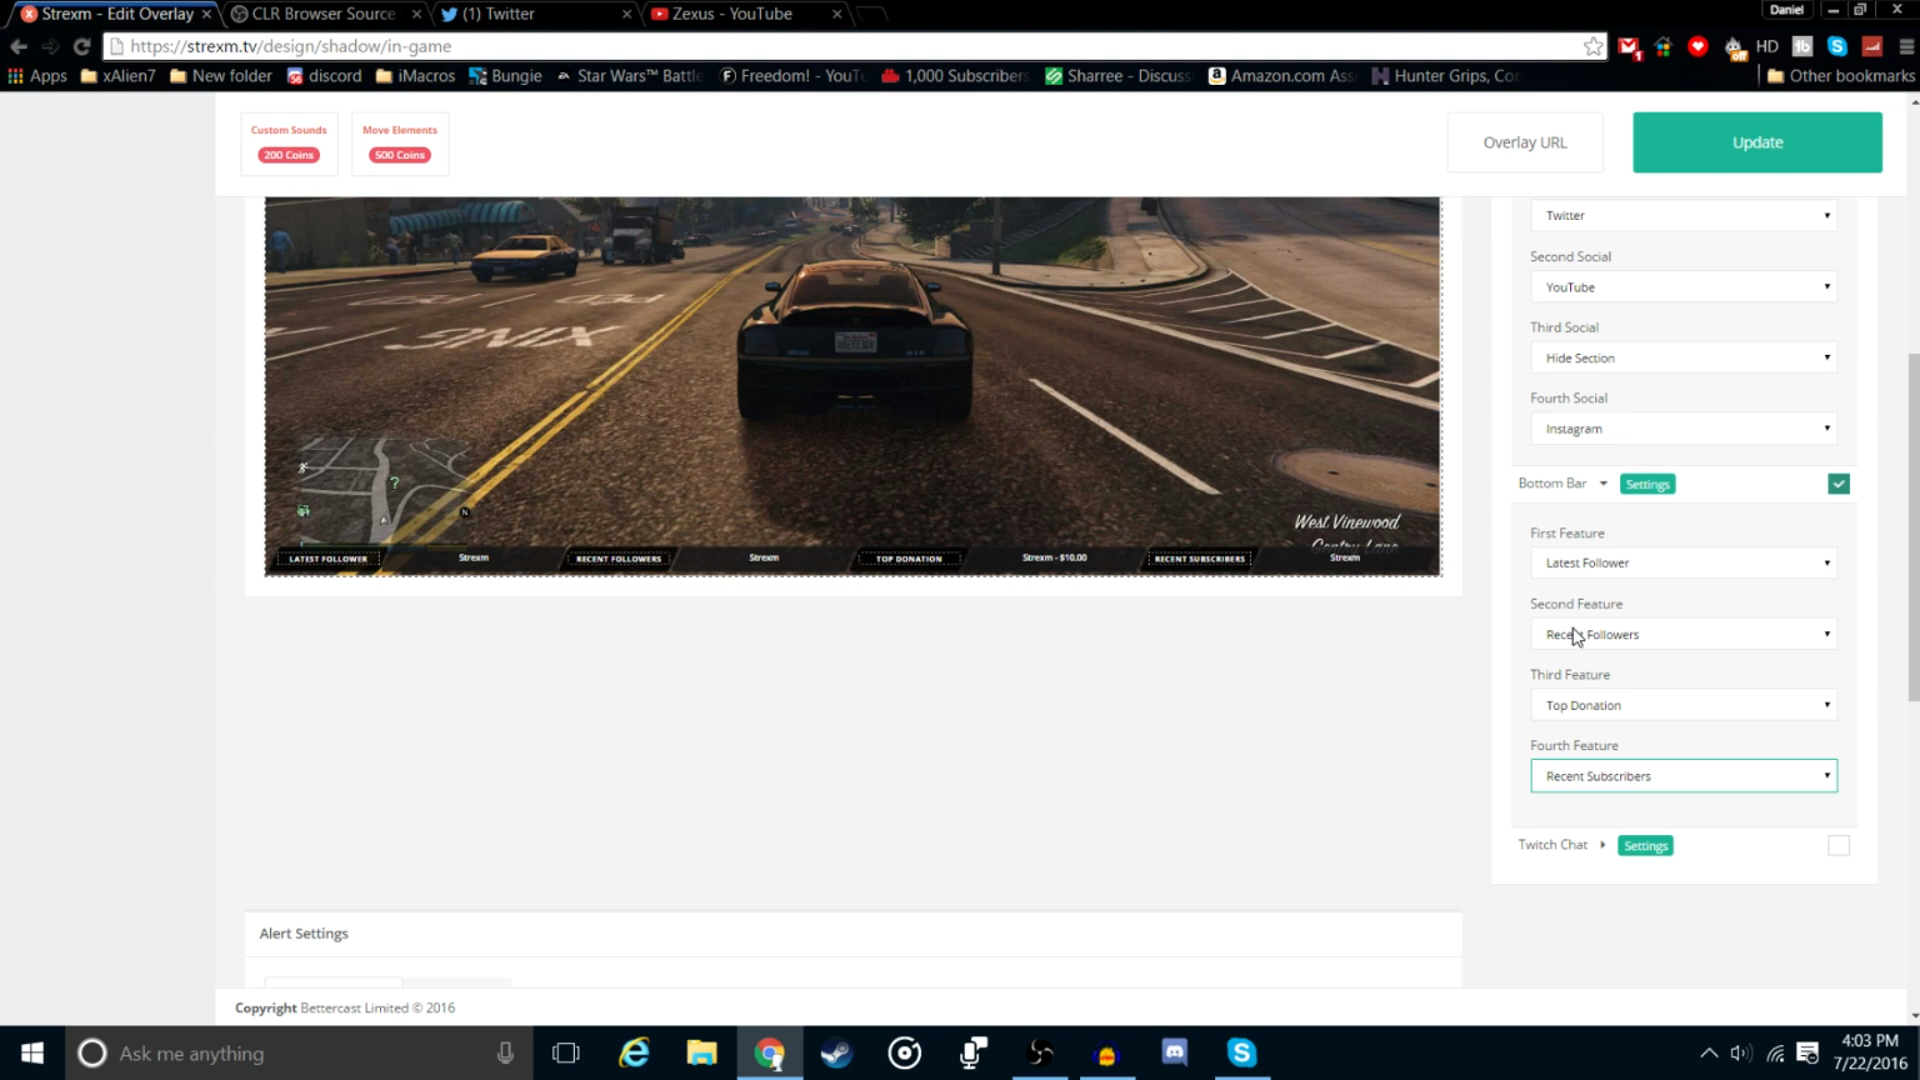 Strexm - Edit Overlay
CLR Browser Source
(1) Twitter
Zexus - YouTube
Daniel
https://strexm.tv/design/shadow/in-game
HD
Apps
xAlien7
New folder
discord
iMacros
Bungie
Star Wars™ Battle
Freedom! - YouTu
1,000 Subscribers
Sharree - Discuss
Amazon.com Ass
Hunter Grips, Co
Other bookmarks
Custom Sounds
200 Coins
Move Elements
500 Coins
Overlay URL
Update
Twitter
Second Social
YouTube
Third Social
Hide Section
Fourth Social
Instagram
Bottom Bar
Settings
First Feature
Latest Follower
Second Feature
Recent Followers
Third Feature
Top Donation
Fourth Feature
Recent Subscribers
Twitch Chat
Settings
PED
XING
N
?
West Vinewood
Gentry Lane
LATEST FOLLOWER
Strexm
RECENT FOLLOWERS
Strexm
TOP DONATION
Strexm - $10.00
RECENT SUBSCRIBERS
Strexm
Alert Settings
Copyright Bettercast Limited © 2016
Ask me anything
4:03 PM
7/22/2016